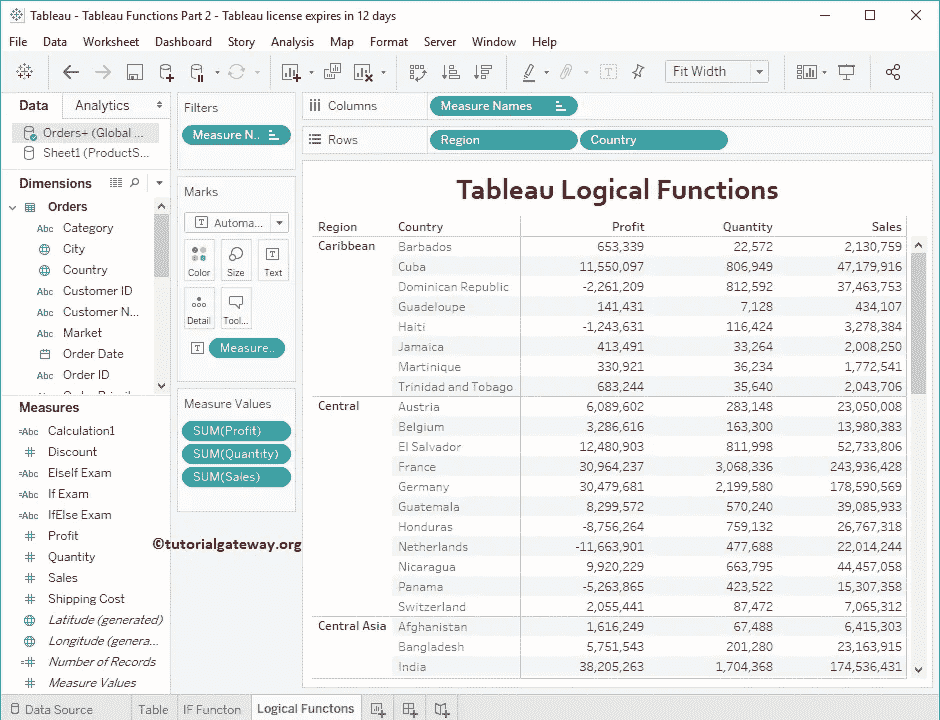 Tableau - Tableau Functions Part 2 - Tableau license expires in 12 days
File Data Worksheet Dashboard Story Analysis Map Format Server Window Help
Fit Width
Data Analytics
Orders+ (Global ...
Sheet1 (ProductS...
Dimensions
Orders
Abc Category
City
Country
Abc Customer ID
Abc Customer N...
Abc Market
Order Date
Abc Order ID
Measures
=Abc Calculation1
# Discount
=Abc ElseIf Exam
=Abc If Exam
=Abc IfElse Exam
# Profit
# Quantity
# Sales
# Shipping Cost
Latitude (generated)
Longitude (genera...
=# Number of Records
# Measure Values
Filters
Measure N..
Marks
T Automa...
Color Size T Text
Detail Tool...
T Measure..
Measure Values
SUM(Profit)
SUM(Quantity)
SUM(Sales)
©tutorialgateway.org
Columns Measure Names
Rows Region Country
Tableau Logical Functions
Region Country Profit Quantity Sales
Caribbean Barbados 653,339 22,572 2,130,759
Cuba 11,550,097 806,949 47,179,916
Dominican Republic -2,261,209 812,592 37,463,753
Guadeloupe 141,431 7,128 434,107
Haiti -1,243,631 116,424 3,278,384
Jamaica 413,491 33,264 2,008,250
Martinique 330,921 36,234 1,772,541
Trinidad and Tobago 683,244 35,640 2,043,706
Central Austria 6,089,602 283,148 23,050,008
Belgium 3,286,616 163,300 13,980,383
El Salvador 12,480,903 811,998 52,733,806
France 30,964,237 3,068,336 243,936,428
Germany 30,479,681 2,199,580 178,590,569
Guatemala 8,299,572 570,240 39,085,933
Honduras -8,756,264 759,132 26,767,318
Netherlands -11,663,901 477,688 22,014,244
Nicaragua 9,920,229 663,795 44,457,058
Panama -5,263,865 423,522 15,307,358
Switzerland 2,055,441 87,472 7,065,312
Central Asia Afghanistan 1,616,249 67,488 6,415,303
Bangladesh 5,751,543 201,280 23,163,915
India 38,205,263 1,704,368 174,536,431
Data Source Table IF Functon Logical Functons